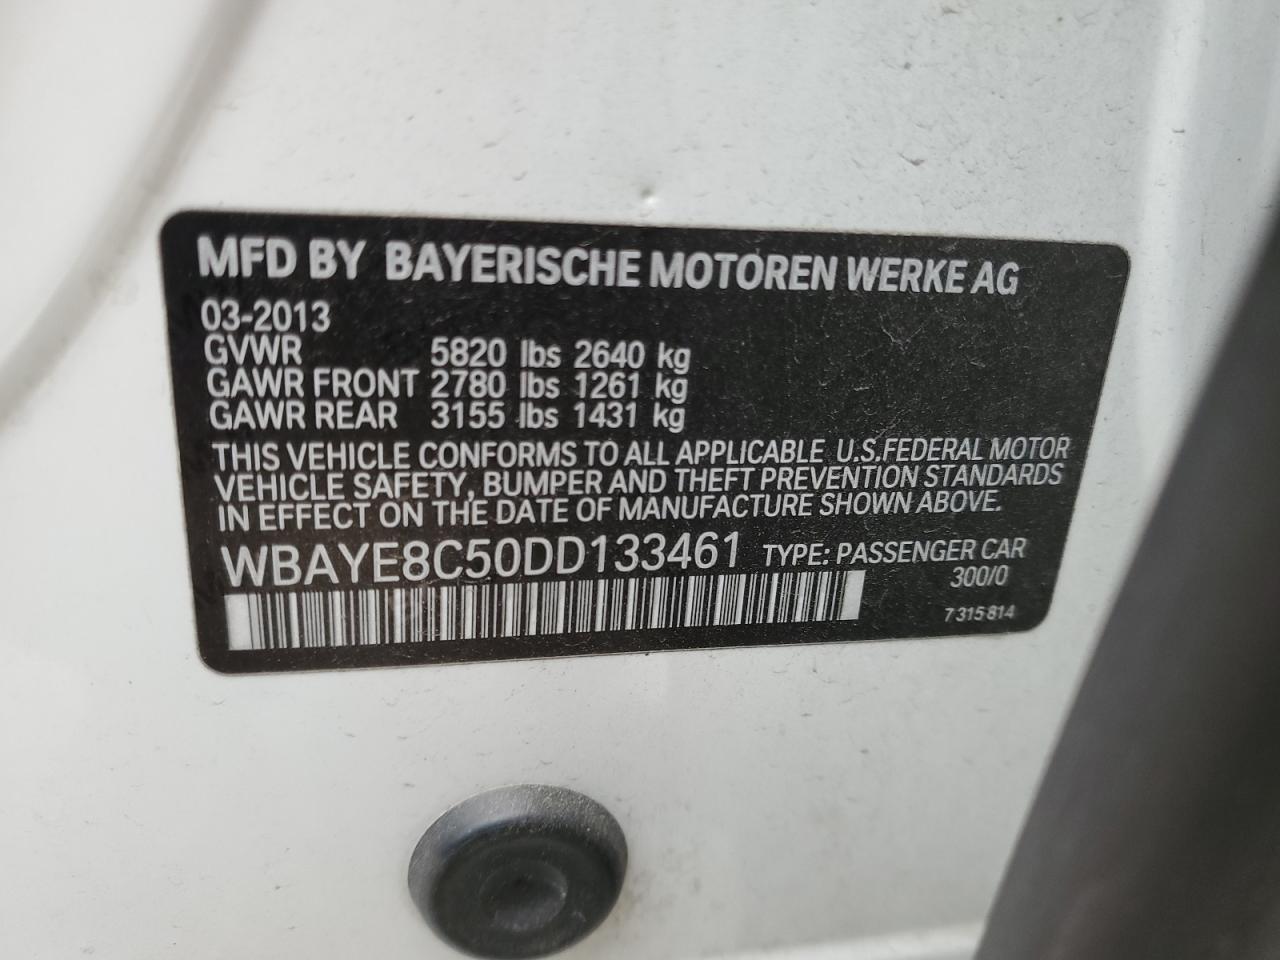 MFD BY BAYERISCHE MOTOREN WERKE AG
03-2013
GVWR 5820 lbs 2640 kg
GAWR FRONT 2780 lbs 1261 kg
GAWR REAR 3155 lbs 1431 kg
THIS VEHICLE CONFORMS TO ALL APPLICABLE U.S.FEDERAL MOTOR
VEHICLE SAFETY, BUMPER AND THEFT PREVENTION STANDARDS
IN EFFECT ON THE DATE OF MANUFACTURE SHOWN ABOVE.
WBAYE8C50DD133461 TYPE: PASSENGER CAR
300/0
7 315 814